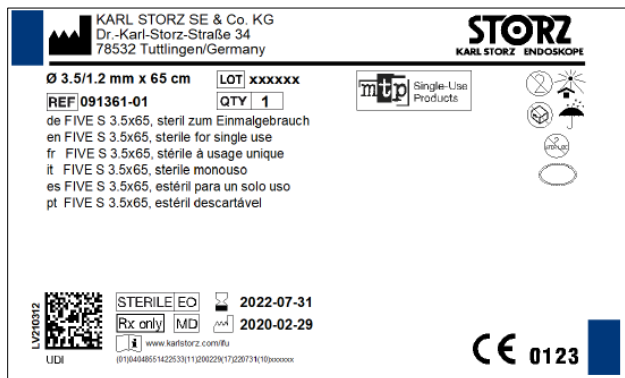 KARL STORZ SE & Co. KG
Dr.-Karl-Storz-Straße 34
78532 Tuttlingen/Germany
STORZ
KARL STORZ ENDOSKOPE
Ø 3.5/1.2 mm x 65 cm
LOT xxxxxx
REF 091361-01
QTY 1
mtp Single-Use Products
de FIVE S 3.5x65, steril zum Einmalgebrauch
en FIVE S 3.5x65, sterile for single use
fr FIVE S 3.5x65, stérile à usage unique
it FIVE S 3.5x65, sterile monouso
es FIVE S 3.5x65, estéril para un solo uso
pt FIVE S 3.5x65, estéril descartável
2
LV210312
UDI
STERILE EO
2022-07-31
Rx only MD
2020-02-29
i www.karlstorz.com/ifu
(01)04048551422533(11)200229(17)220731(10)xxxxxx
CE 0123